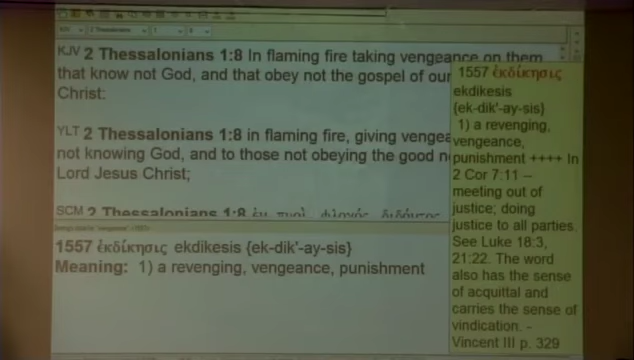 KJV 2 Thessalonians 1:8 In flaming fire taking vengeance on them
that know not God, and that obey not the gospel of our
Christ:
YLT 2 Thessalonians 1:8 in flaming fire, giving vengea
not knowing God, and to those not obeying the good n
Lord Jesus Christ;
SCM 2 Thessalonians 1:8 ἐν πυρὶ φλογὸς διδόντος
1557 ἐκδίκησις ekdikesis {ek-dik'-ay-sis}
Meaning: 1) a revenging, vengeance, punishment
1557 ἐκδίκησις
ekdikesis
{ek-dik'-ay-sis}
1) a revenging,
vengeance,
punishment ++++ In
2 Cor 7:11 –
meeting out of
justice; doing
justice to all parties.
See Luke 18:3,
21:22. The word
also has the sense
of acquittal and
carries the sense of
vindication. -
Vincent III p. 329